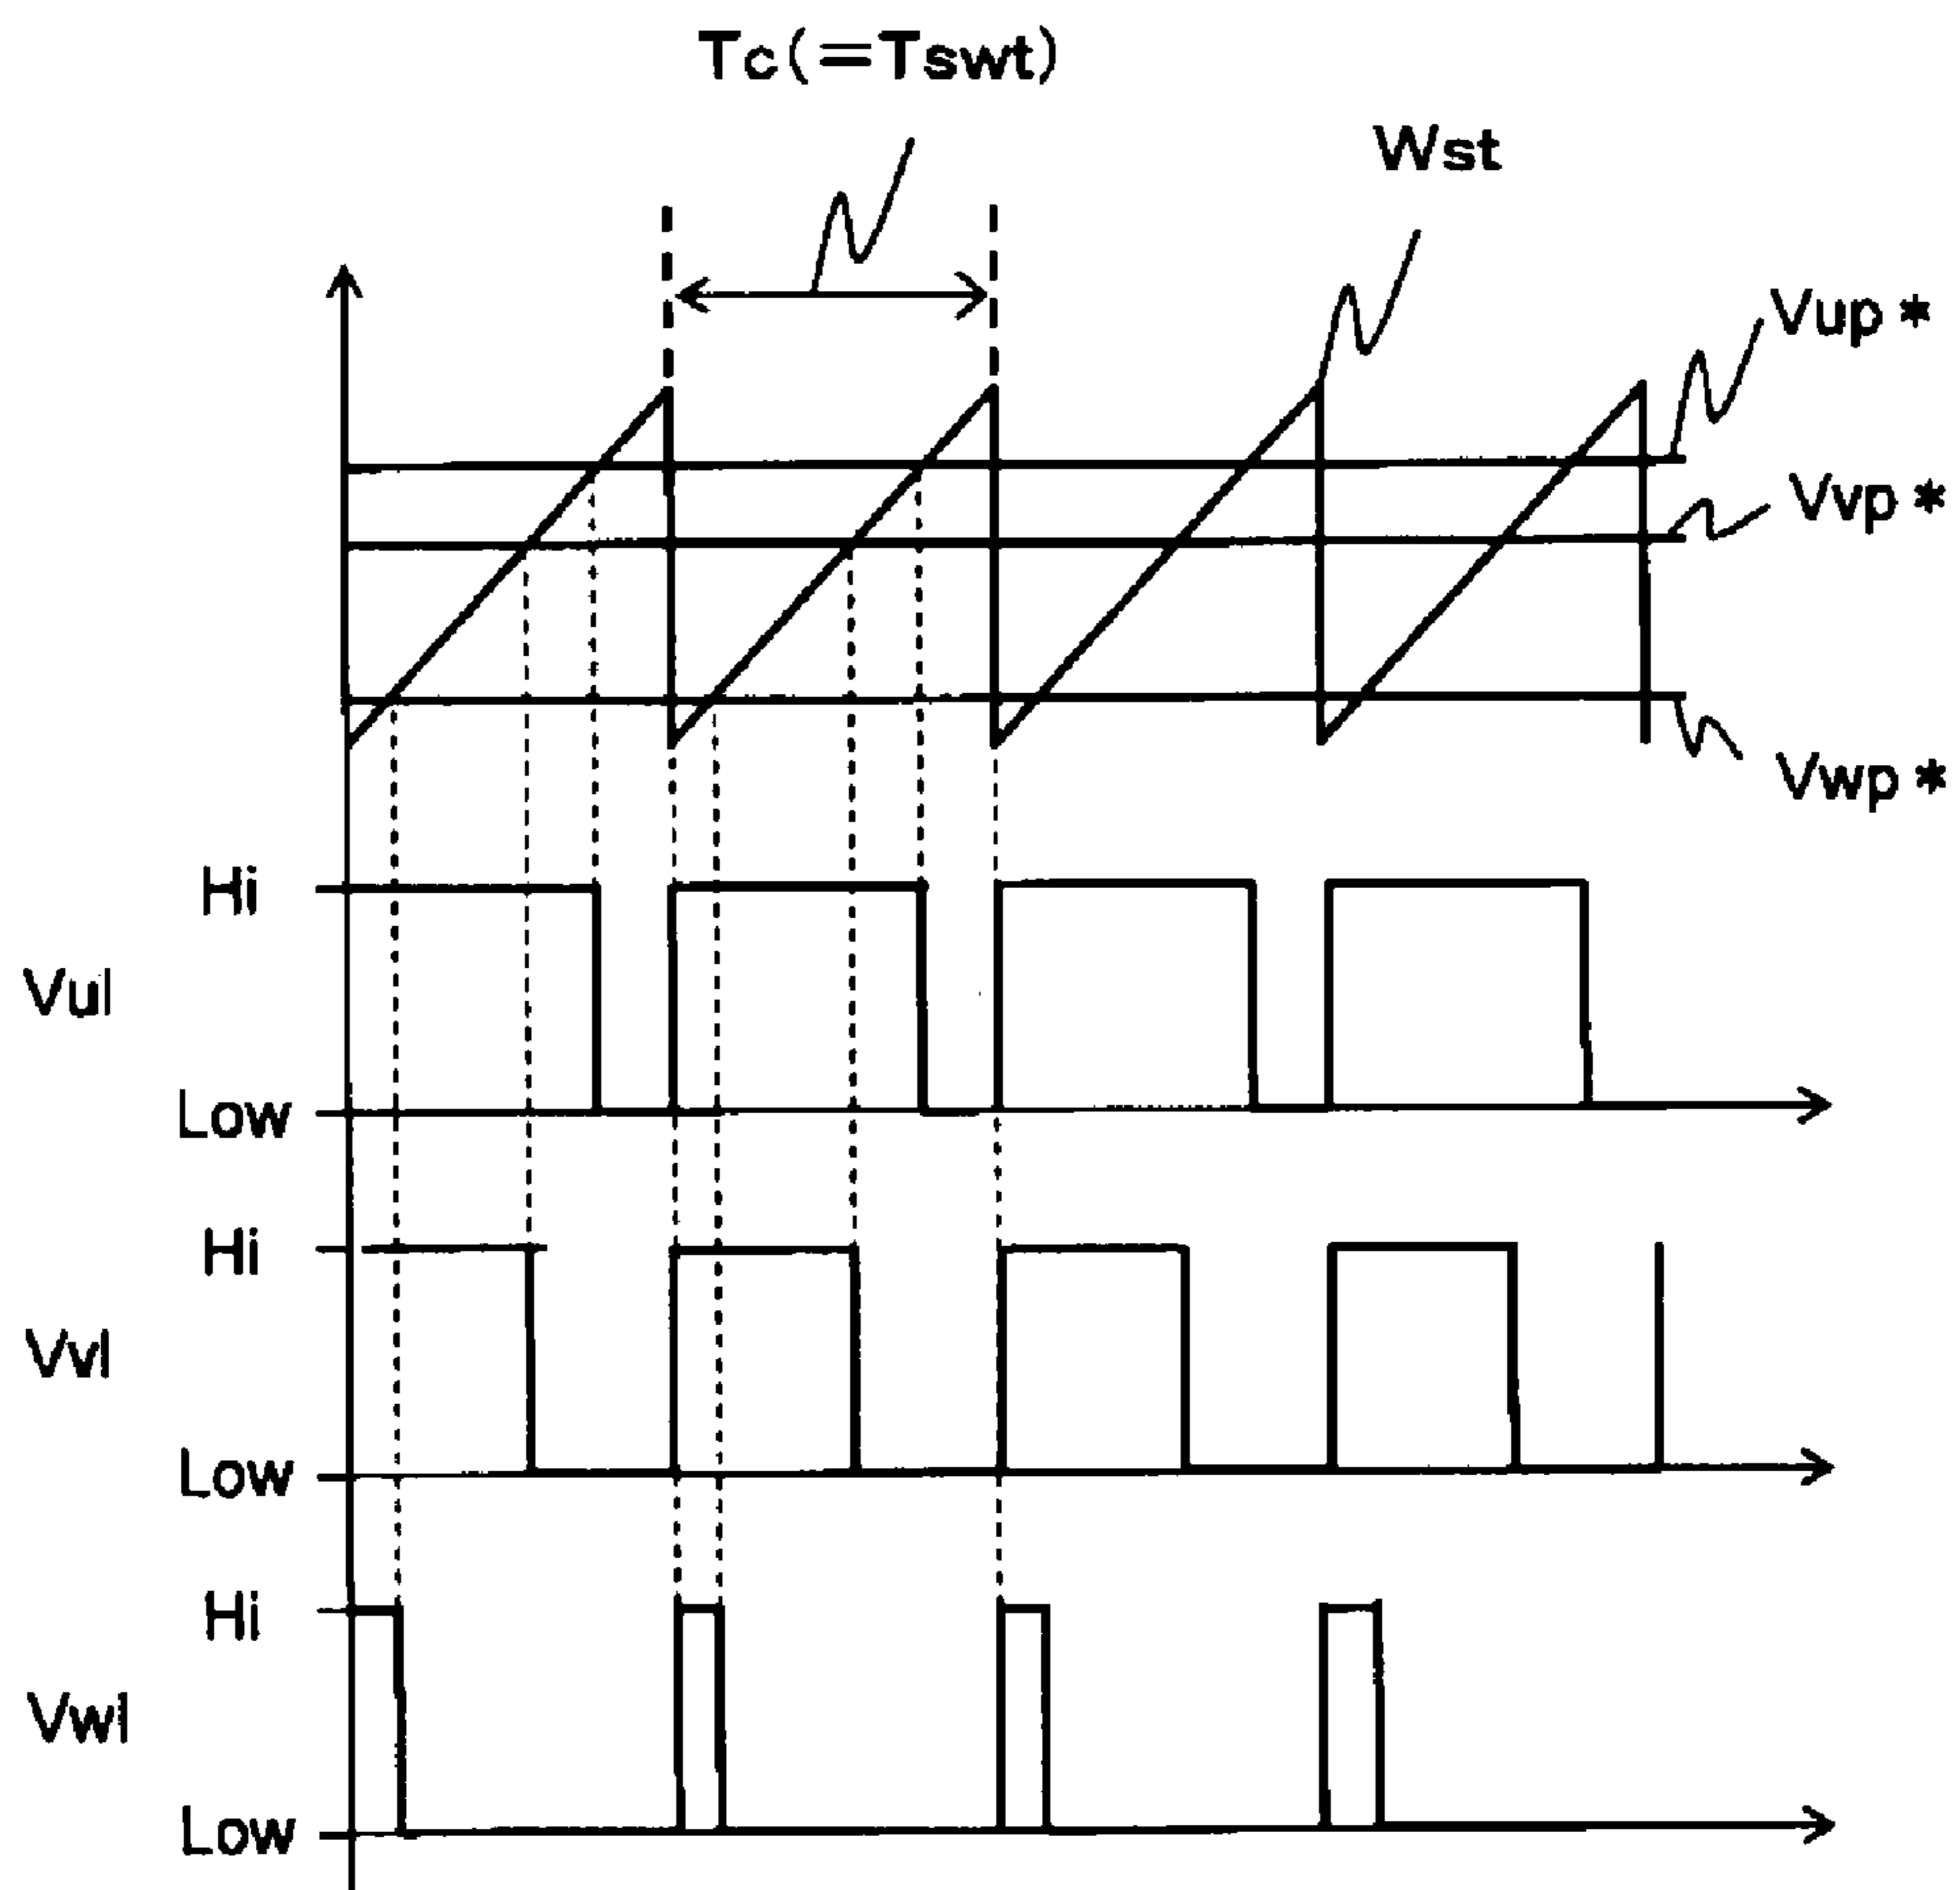 Tc(=Tswt)
Wst
Vup*
Vvp*
Vwp*
Hi
Vul
Low
Hi
Vvl
Low
Hi
Vwl
Low